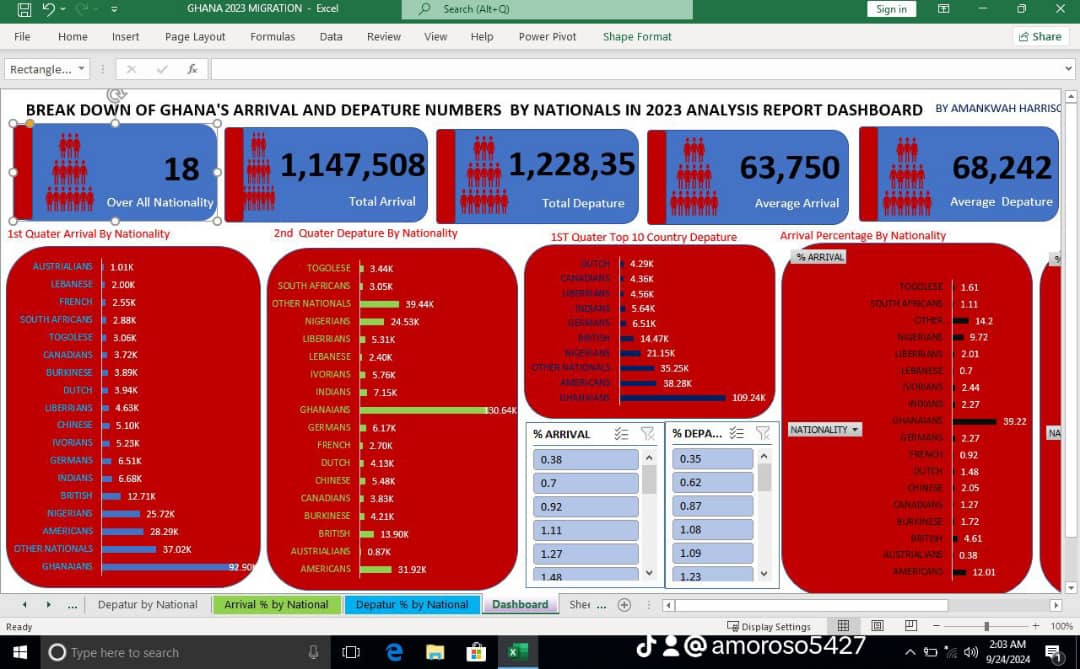 GHANA 2023 MIGRATION - Excel
Search (Alt+Q)
Sign in
File Home Insert Page Layout Formulas Data Review View Help Power Pivot Shape Format
Share
Rectangle...
fx
BREAK DOWN OF GHANA'S ARRIVAL AND DEPATURE NUMBERS BY NATIONALS IN 2023 ANALYSIS REPORT DASHBOARD BY AMANKWAH HARRISO
18
Over All Nationality
1,147,508
Total Arrival
1,228,35
Total Depature
63,750
Average Arrival
68,242
Average Depature
1st Quater Arrival By Nationality
AUSTRIALIANS 1.01K
LEBANESE 2.00K
FRENCH 2.55K
SOUTH AFRICANS 2.88K
TOGOLESE 3.06K
CANADIANS 3.72K
BURKINESE 3.89K
DUTCH 3.94K
LIBERRIANS 4.63K
CHINESE 5.10K
IVORIANS 5.23K
GERMANS 6.51K
INDIANS 6.68K
BRITISH 12.71K
NIGERIANS 25.72K
AMERICANS 28.29K
OTHER NATIONALS 37.02K
GHANAIANS 92.90
2nd Quater Depature By Nationality
TOGOLESE 3.44K
SOUTH AFRICANS 3.05K
OTHER NATIONALS 39.44K
NIGERIANS 24.53K
LIBERRIANS 5.31K
LEBANESE 2.40K
IVORIANS 5.76K
INDIANS 7.15K
GHANAIANS 130.64K
GERMANS 6.17K
FRENCH 2.70K
DUTCH 4.13K
CHINESE 5.48K
CANADIANS 3.83K
BURKINESE 4.21K
BRITISH 13.90K
AUSTRIALIANS 0.87K
AMERICANS 31.92K
1ST Quater Top 10 Country Depature
DUTCH 4.29K
CANADIANS 4.36K
LIBERRIANS 4.56K
INDIANS 5.64K
GERMANS 6.51K
BRITISH 14.47K
NIGERIANS 21.15K
OTHER NATIONALS 35.25K
AMERICANS 38.28K
GHANAIANS 109.24K
% ARRIVAL
0.38
0.7
0.92
1.11
1.27
1.48
% DEPA...
0.35
0.62
0.87
1.08
1.09
1.23
Arrival Percentage By Nationality
% ARRIVAL
TOGOLESE 1.61
SOUTH AFRICANS 1.11
OTHER... 14.2
NIGERIANS 9.72
LIBERRIANS 2.01
LEBANESE 0.7
IVORIANS 2.44
INDIANS 2.27
GHANAIANS 39.22
GERMANS 2.27
FRENCH 0.92
DUTCH 1.48
CHINESE 2.05
CANADIANS 1.27
BURKINESE 1.72
BRITISH 4.61
AUSTRIALIANS 0.38
AMERICANS 12.01
NATIONALITY
%
NA
... Depatur by National Arrival % by National Depatur % by National Dashboard Shee ...
Ready
Display Settings
100%
Type here to search
@amoroso5427
2:03 AM
9/24/2024
1